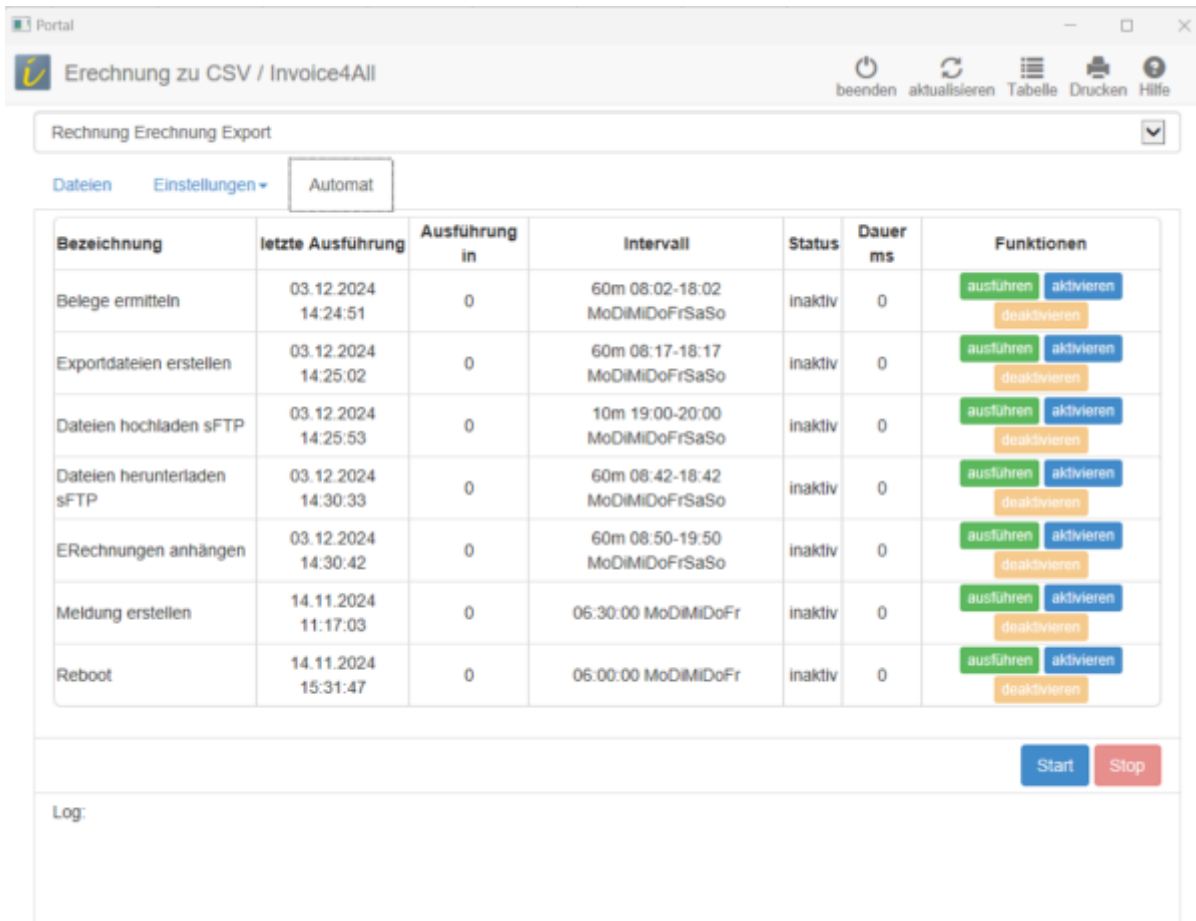 Portal
Erechnung zu CSV / Invoice4All
beenden aktualisieren Tabelle Drucken Hilfe
Rechnung Erechnung Export
Dateien Einstellungen Automat
Bezeichnung letzte Ausführung Ausführung in Intervall Status Dauer ms Funktionen
Belege ermitteln 03.12.2024 14:24:51 0 60m 08:02-18:02 MoDiMiDoFrSaSo inaktiv 0 ausführen aktivieren deaktivieren
Exportdateien erstellen 03.12.2024 14:25:02 0 60m 08:17-18:17 MoDiMiDoFrSaSo inaktiv 0 ausführen aktivieren deaktivieren
Dateien hochladen sFTP 03.12.2024 14:25:53 0 10m 19:00-20:00 MoDiMiDoFrSaSo inaktiv 0 ausführen aktivieren deaktivieren
Dateien herunterladen sFTP 03.12.2024 14:30:33 0 60m 08:42-18:42 MoDiMiDoFrSaSo inaktiv 0 ausführen aktivieren deaktivieren
ERechnungen anhängen 03.12.2024 14:30:42 0 60m 08:50-19:50 MoDiMiDoFrSaSo inaktiv 0 ausführen aktivieren deaktivieren
Meldung erstellen 14.11.2024 11:17:03 0 06:30:00 MoDiMiDoFr inaktiv 0 ausführen aktivieren deaktivieren
Reboot 14.11.2024 15:31:47 0 06:00:00 MoDiMiDoFr inaktiv 0 ausführen aktivieren deaktivieren
Start Stop
Log: